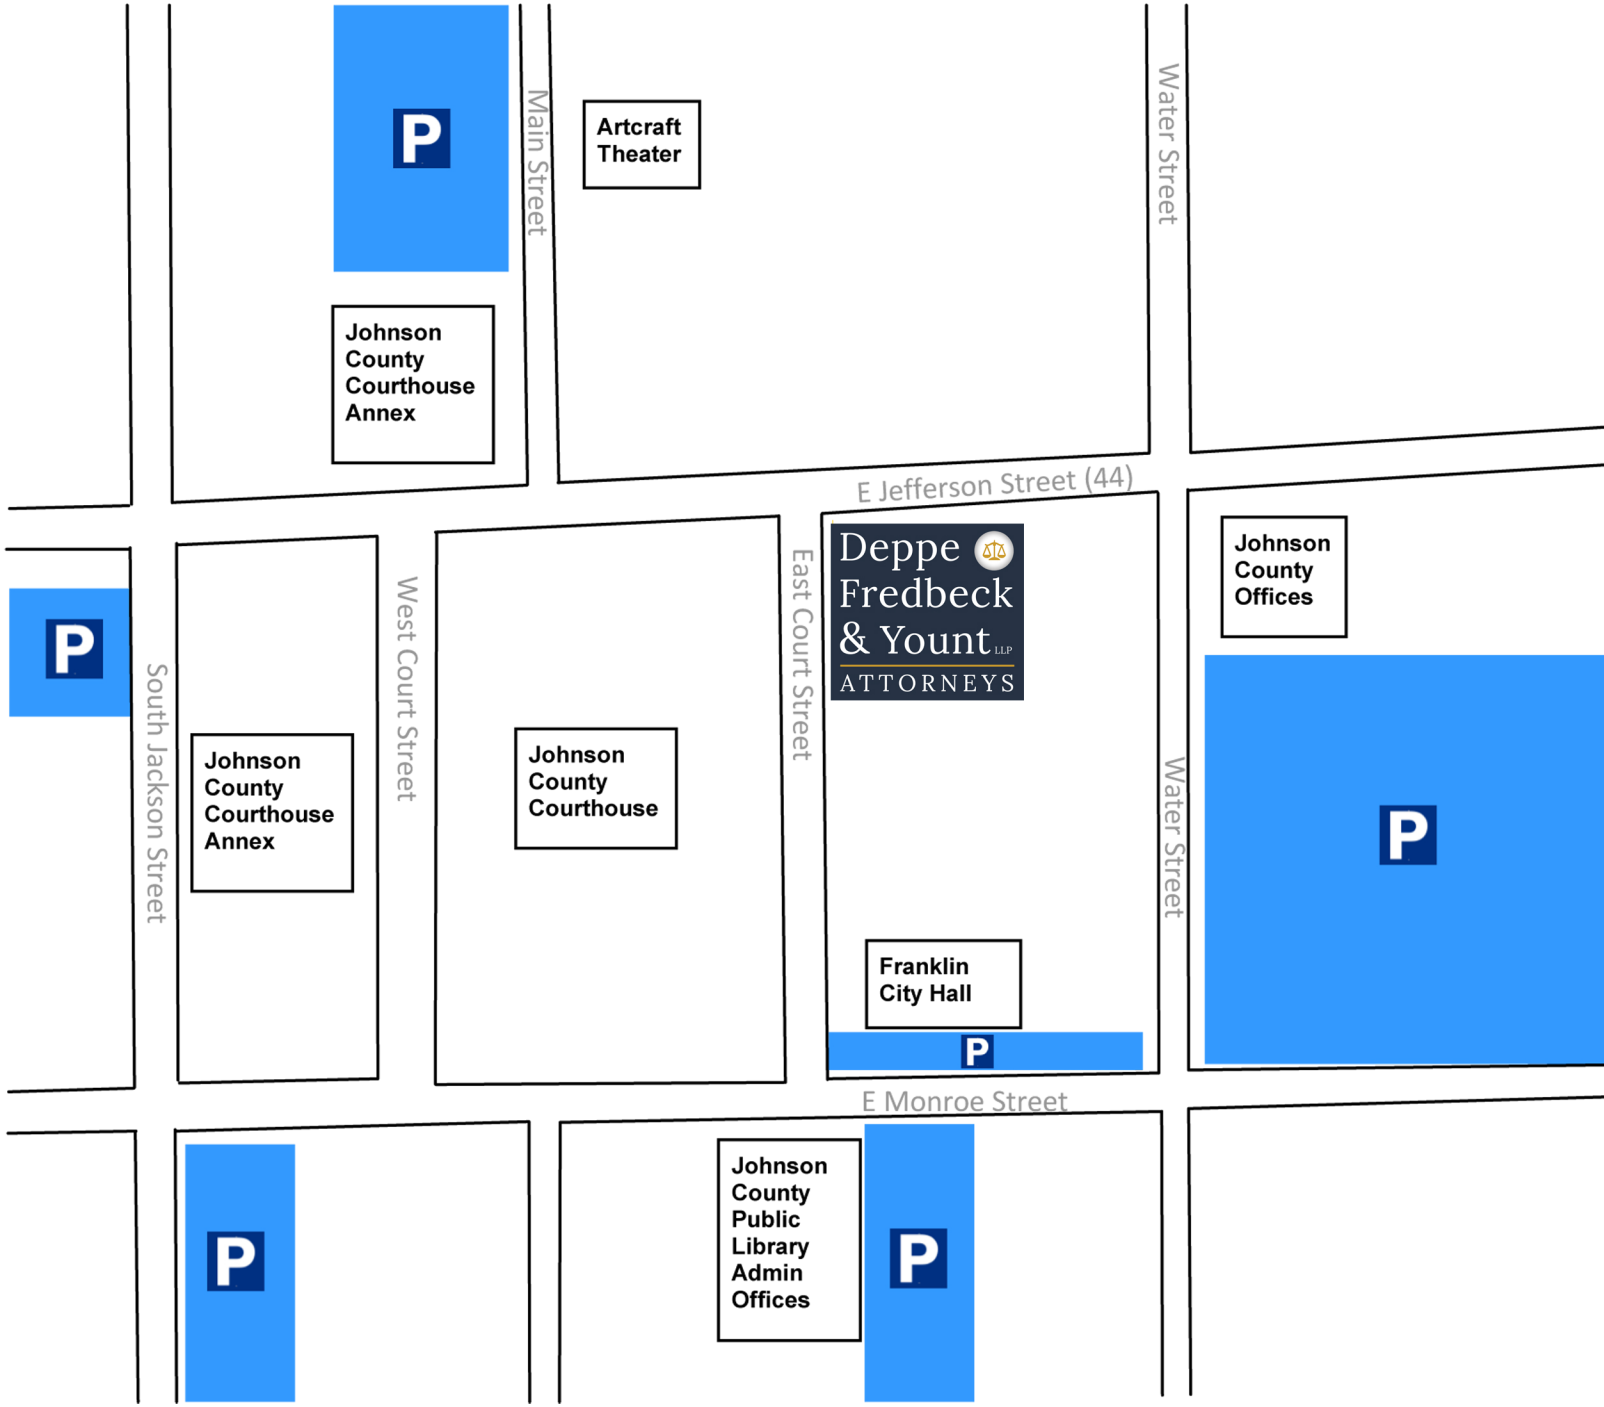 P
Main Street
Artcraft
Theater
Water Street
Johnson
County
Courthouse
Annex
E Jefferson Street (44)
Deppe
Fredbeck
& Yount LLP
ATTORNEYS
Johnson
County
Offices
P
South Jackson Street
West Court Street
East Court Street
Johnson
County
Courthouse
Annex
Johnson
County
Courthouse
Water Street
P
Franklin
City Hall
P
E Monroe Street
P
Johnson
County
Public
Library
Admin
Offices
P